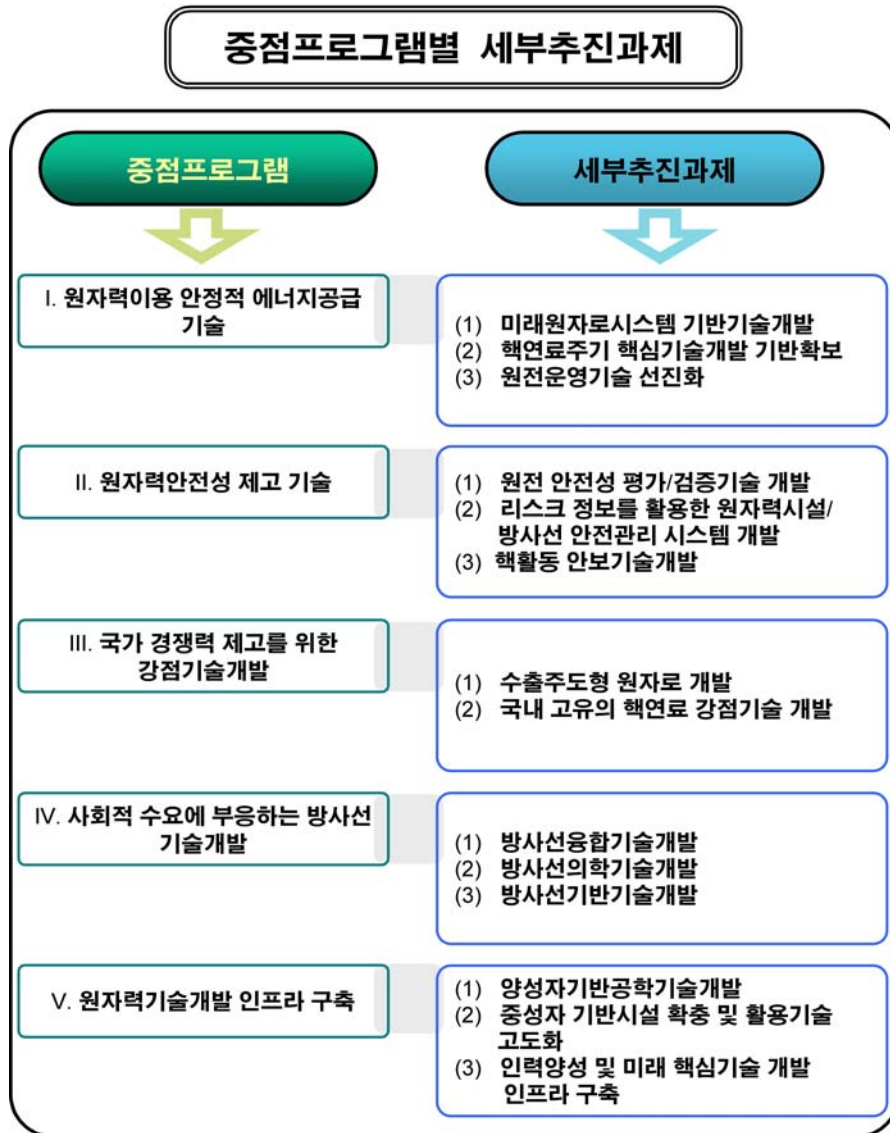 중점프로그램별 세부추진과제
중점프로그램
세부추진과제
I. 원자력이용 안정적 에너지공급
기술
(1) 미래원자로시스템 기반기술개발
(2) 핵연료주기 핵심기술개발 기반확보
(3) 원전운영기술 선진화
II. 원자력안전성 제고 기술
(1) 원전 안전성 평가/검증기술 개발
(2) 리스크 정보를 활용한 원자력시설/
방사선 안전관리 시스템 개발
(3) 핵활동 안보기술개발
III. 국가 경쟁력 제고를 위한
강점기술개발
(1) 수출주도형 원자로 개발
(2) 국내 고유의 핵연료 강점기술 개발
IV. 사회적 수요에 부응하는 방사선
기술개발
(1) 방사선융합기술개발
(2) 방사선의학기술개발
(3) 방사선기반기술개발
V. 원자력기술개발 인프라 구축
(1) 양성자기반공학기술개발
(2) 중성자 기반시설 확충 및 활용기술
고도화
(3) 인력양성 및 미래 핵심기술 개발
인프라 구축